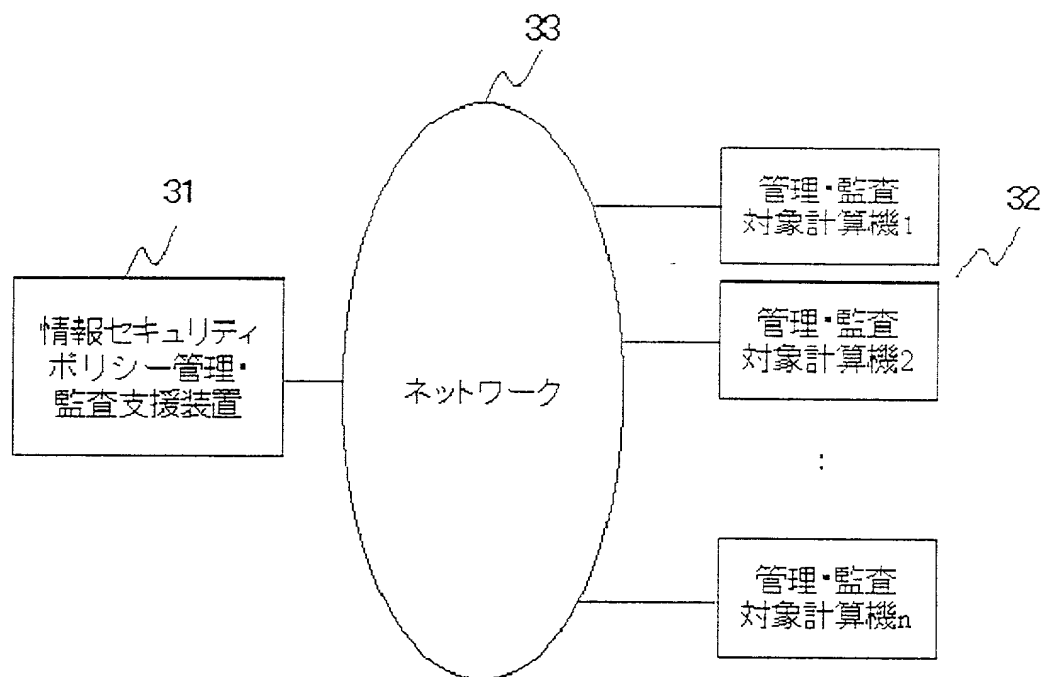 33
31
情報セキュリティ
ポリシー管理・
監査支援装置
ネットワーク
管理・監査
対象計算機1
32
管理・監査
対象計算機2
:
管理・監査
対象計算機n